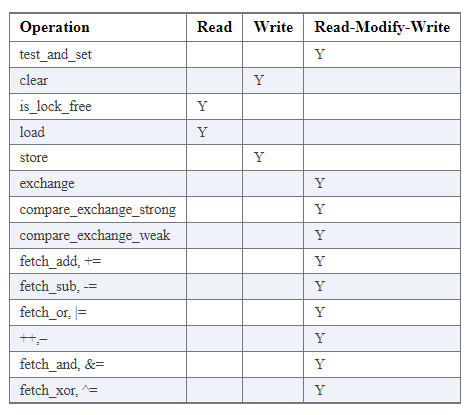 Operation Read Write Read-Modify-Write
test_and_set Y
clear Y
is_lock_free Y
load Y
store Y
exchange Y
compare_exchange_strong Y
compare_exchange_weak Y
fetch_add, += Y
fetch_sub, -= Y
fetch_or, |= Y
++,– Y
fetch_and, &= Y
fetch_xor, ^= Y